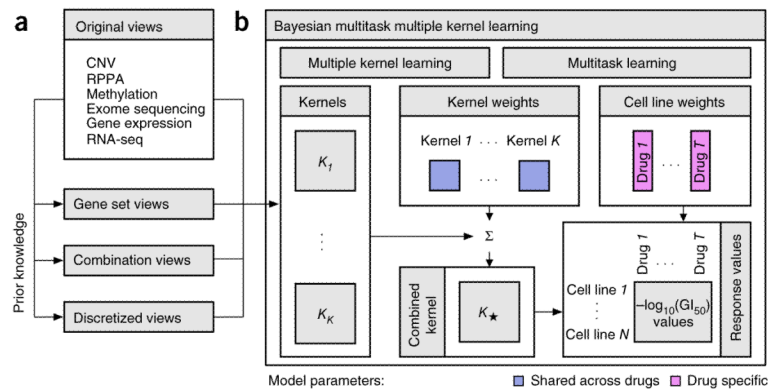 a
Original views
CNV
RPPA
Methylation
Exome sequencing
Gene expression
RNA-seq
Prior knowledge
Gene set views
Combination views
Discretized views
b
Bayesian multitask multiple kernel learning
Multiple kernel learning
Multitask learning
Kernels
K1
⋮
KK
Kernel weights
Kernel 1 . . . Kernel K
. . .
Σ
Combined
kernel
K★
Cell line weights
Drug 1 . . . Drug T
Drug 1 . . . Drug T
Cell line 1
⋮
Cell line N
–log10(GI50)
values
Response values
Model parameters: Shared across drugs Drug specific